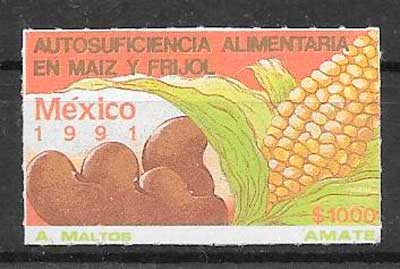 AUTOSUFICIENCIA ALIMENTARIA
EN MAIZ Y FRIJOL
México
1991
$1000
A. MALTOS AMATE